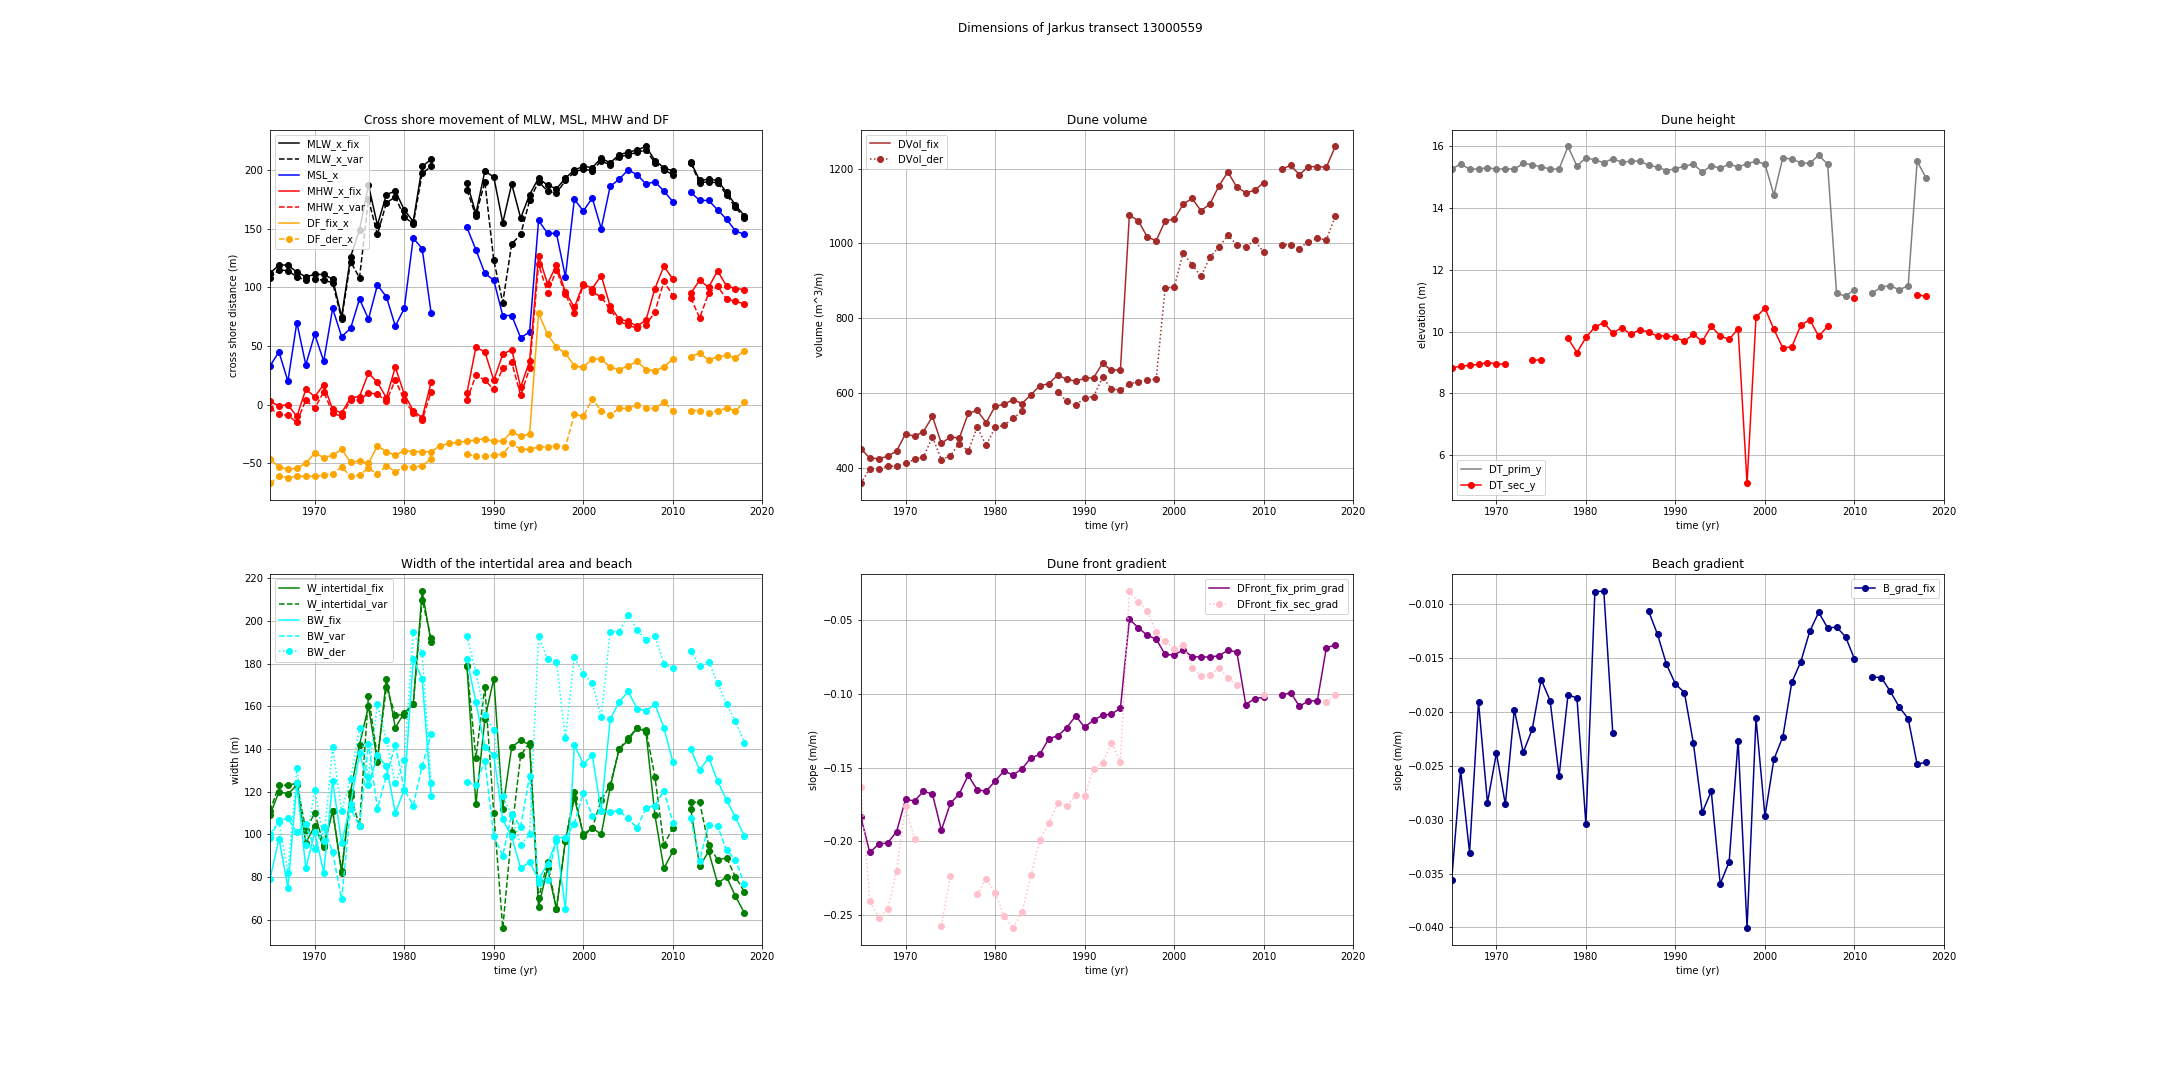 Dimensions of Jarkus transect 13000559
Cross shore movement of MLW, MSL, MHW and DF
MLW_x_fix
MLW_x_var
MSL_x
MHW_x_fix
MHW_x_var
DF_fix_x
DF_der_x
200
150
100
50
0
−50
cross shore distance (m)
1970 1980 1990 2000 2010 2020
time (yr)
Dune volume
DVol_fix
DVol_der
1200
1000
800
600
400
volume (m^3/m)
1970 1980 1990 2000 2010 2020
time (yr)
Dune height
16
14
12
10
8
6
elevation (m)
DT_prim_y
DT_sec_y
1970 1980 1990 2000 2010 2020
time (yr)
Width of the intertidal area and beach
W_intertidal_fix
W_intertidal_var
BW_fix
BW_var
BW_der
220
200
180
160
140
120
100
80
60
width (m)
1970 1980 1990 2000 2010 2020
time (yr)
Dune front gradient
DFront_fix_prim_grad
DFront_fix_sec_grad
−0.05
−0.10
−0.15
−0.20
−0.25
slope (m/m)
1970 1980 1990 2000 2010 2020
time (yr)
Beach gradient
B_grad_fix
−0.010
−0.015
−0.020
−0.025
−0.030
−0.035
−0.040
slope (m/m)
1970 1980 1990 2000 2010 2020
time (yr)